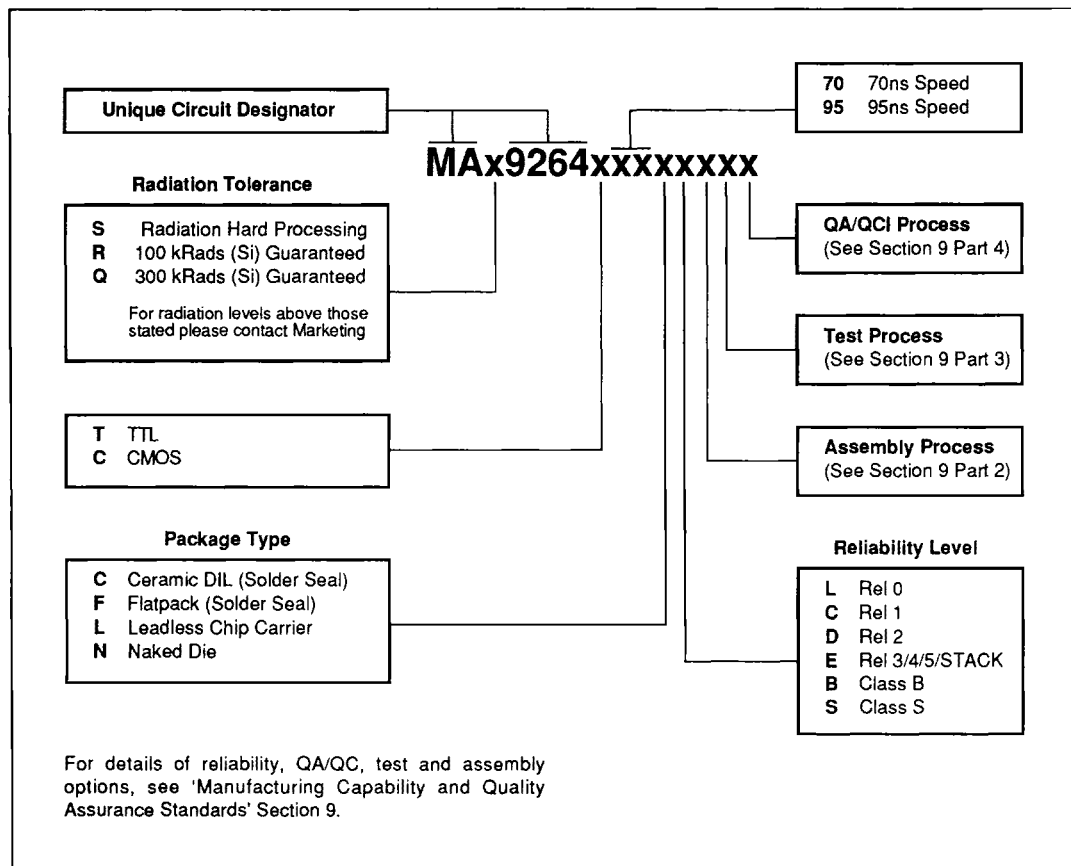 Unique Circuit Designator
70 70ns Speed
95 95ns Speed
MAx9264xxxxxxxx
Radiation Tolerance
S Radiation Hard Processing
R 100 kRads (Si) Guaranteed
Q 300 kRads (Si) Guaranteed
For radiation levels above those
stated please contact Marketing
QA/QCI Process
(See Section 9 Part 4)
Test Process
(See Section 9 Part 3)
T TTL
C CMOS
Assembly Process
(See Section 9 Part 2)
Package Type
C Ceramic DIL (Solder Seal)
F Flatpack (Solder Seal)
L Leadless Chip Carrier
N Naked Die
Reliability Level
L Rel 0
C Rel 1
D Rel 2
E Rel 3/4/5/STACK
B Class B
S Class S
For details of reliability, QA/QC, test and assembly
options, see 'Manufacturing Capability and Quality
Assurance Standards' Section 9.